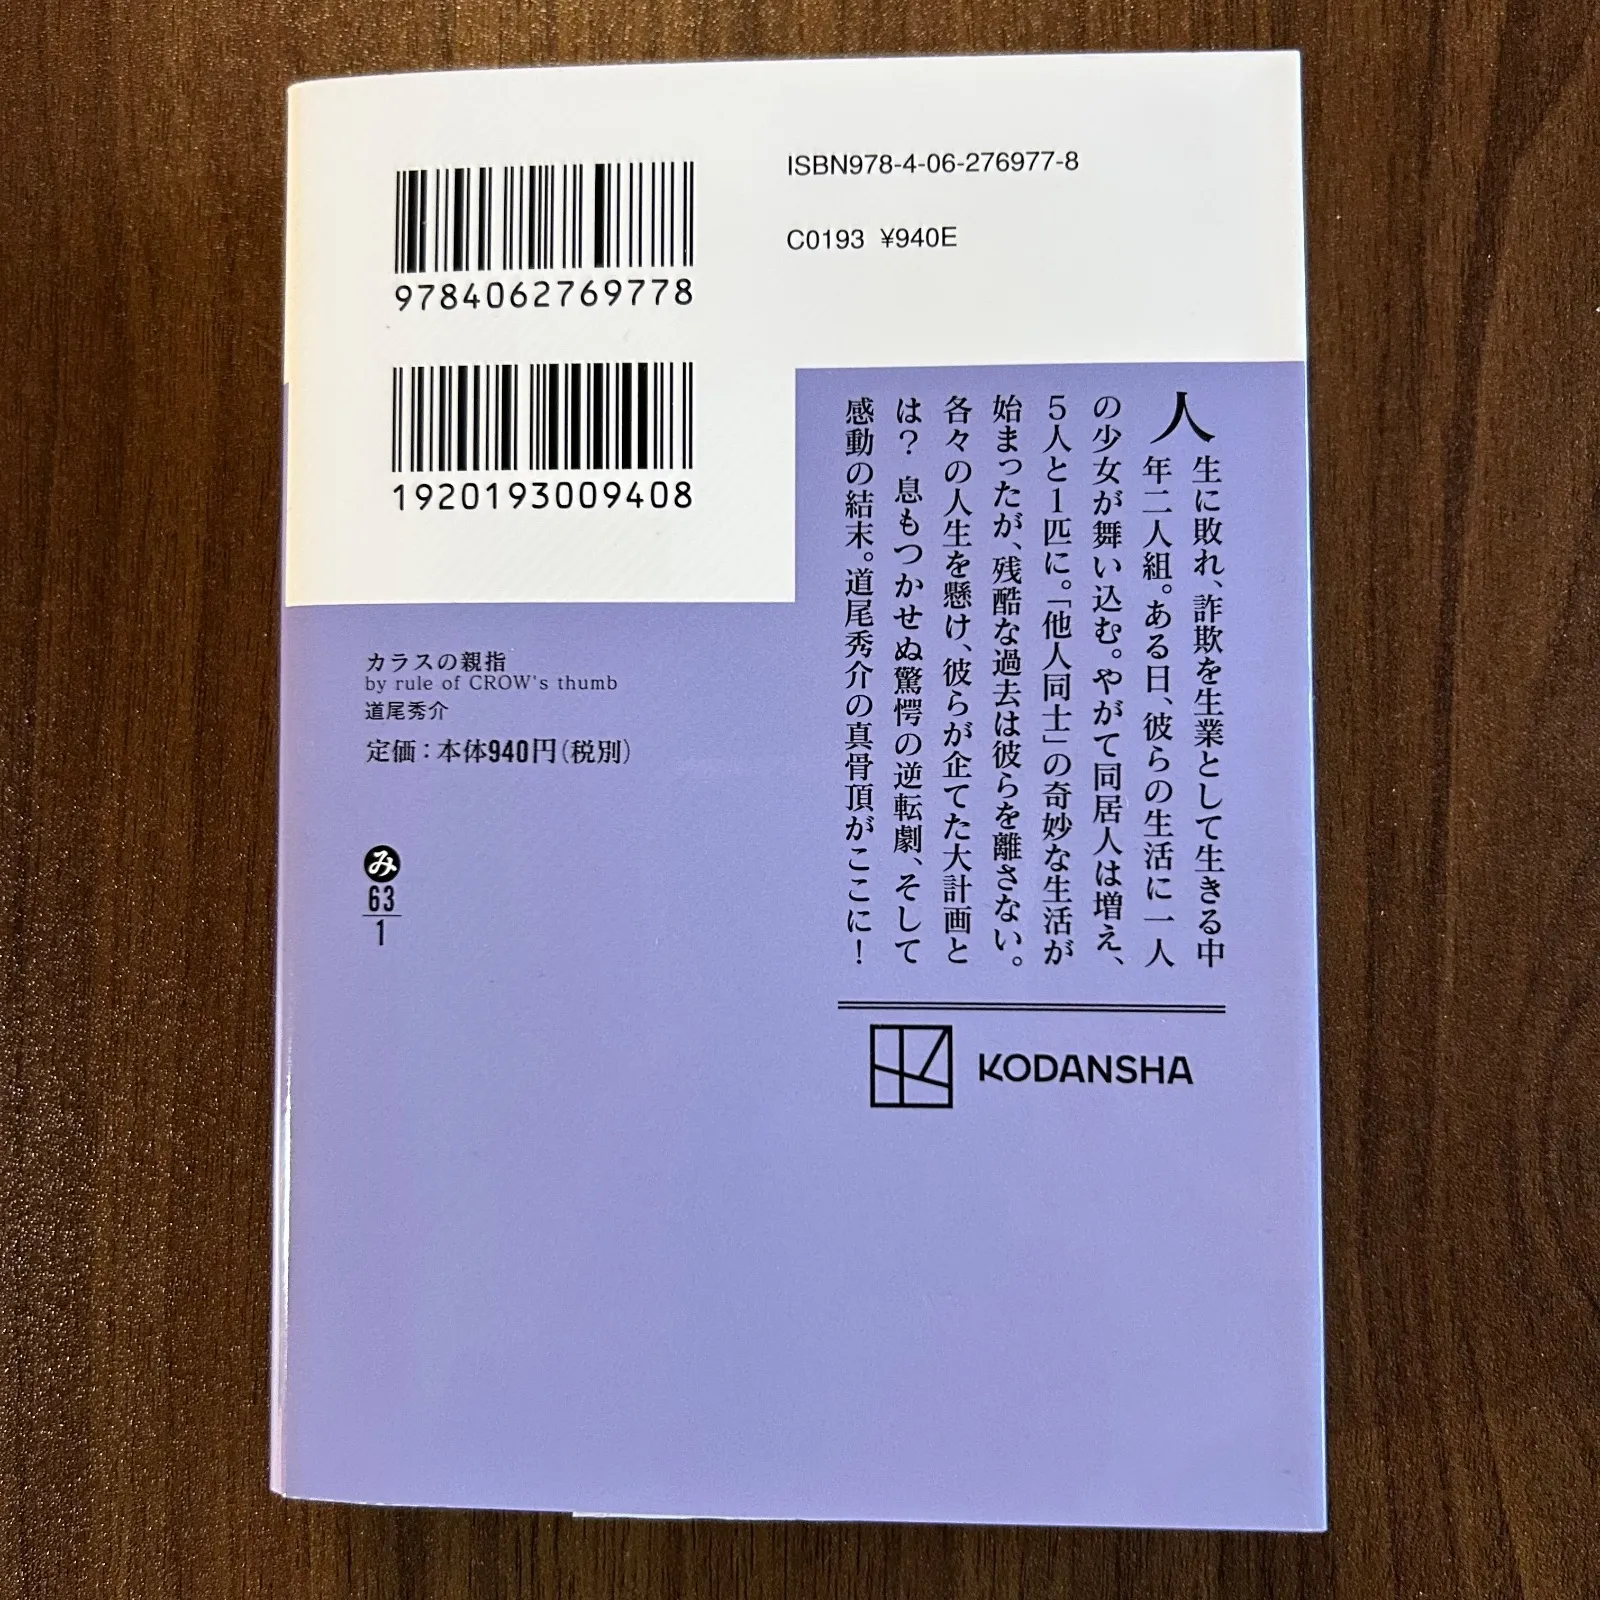 ISBN978-4-06-276977-8
C0193 ¥940E
9784062769778
1920193009408
人生に敗れ、詐欺を生業として生きる中
年二人組。ある日、彼らの生活に一人
の少女が舞い込む。やがて同居人は増え、
5人と1匹に。「他人同士」の奇妙な生活が
始まったが、残酷な過去は彼らを離さない。
各々の人生を懸け、彼らが企てた大計画と
は? 息もつかせぬ驚愕の逆転劇、そして
感動の結末。道尾秀介の真骨頂がここに!
カラスの親指
by rule of CROW's thumb
道尾秀介
定価:本体940円(税別)
み
63
1
KODANSHA